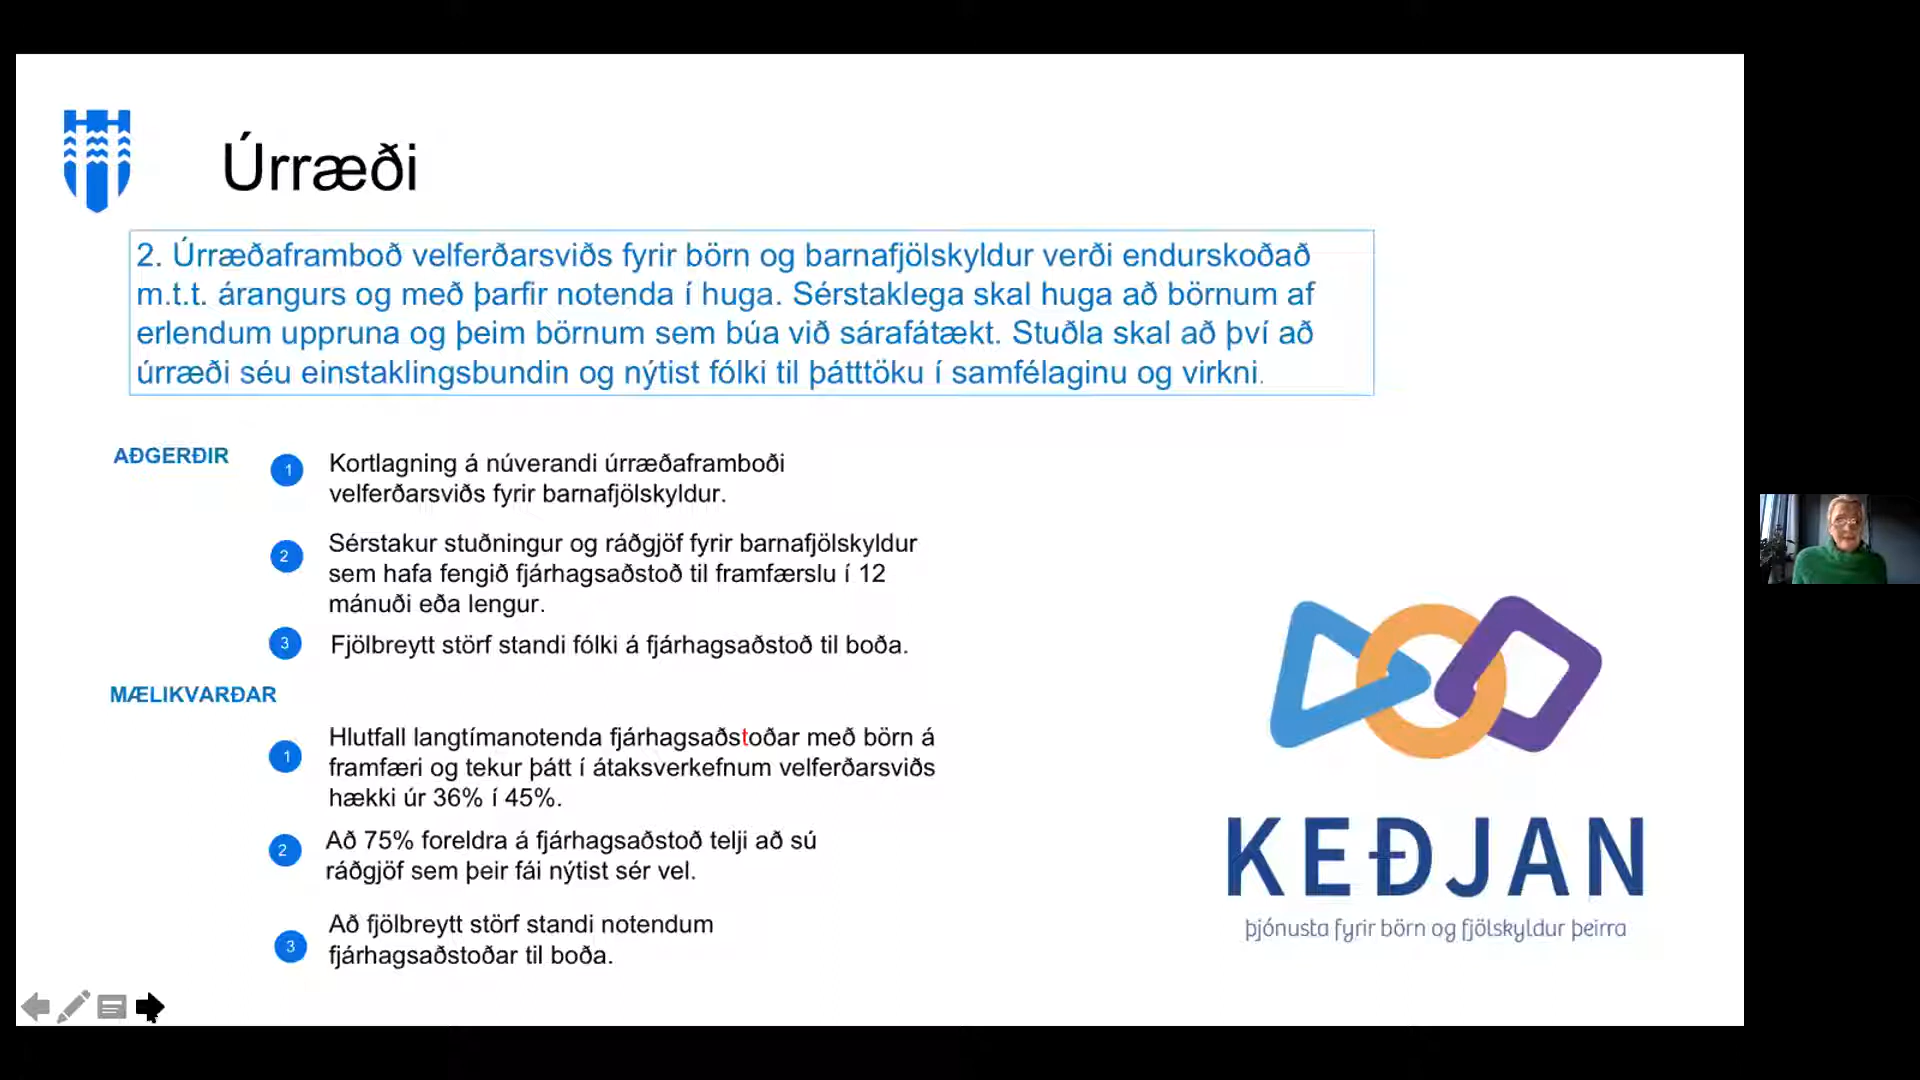 Úrræði
2. Úrræðaframboð velferðarsviðs fyrir börn og barnafjölskyldur verði endurskoðað
m.t.t. árangurs og með þarfir notenda í huga. Sérstaklega skal huga að börnum af
erlendum uppruna og þeim börnum sem búa við sárafátækt. Stuðla skal að því að
úrræði séu einstaklingsbundin og nýtist fólki til þátttöku í samfélaginu og virkni.
AÐGERÐIR
1 Kortlagning á núverandi úrræðaframboði
velferðarsviðs fyrir barnafjölskyldur.
2 Sérstakur stuðningur og ráðgjöf fyrir barnafjölskyldur
sem hafa fengið fjárhagsaðstoð til framfærslu í 12
mánuði eða lengur.
3 Fjölbreytt störf standi fólki á fjárhagsaðstoð til boða.
MÆLIKVARÐAR
1 Hlutfall langtímanotenda fjárhagsaðstoðar með börn á
framfæri og tekur þátt í átaksverkefnum velferðarsviðs
hækki úr 36% í 45%.
2 Að 75% foreldra á fjárhagsaðstoð telji að sú
ráðgjöf sem þeir fái nýtist sér vel.
3 Að fjölbreytt störf standi notendum
fjárhagsaðstoðar til boða.
KEÐJAN
þjónusta fyrir börn og fjölskyldur þeirra